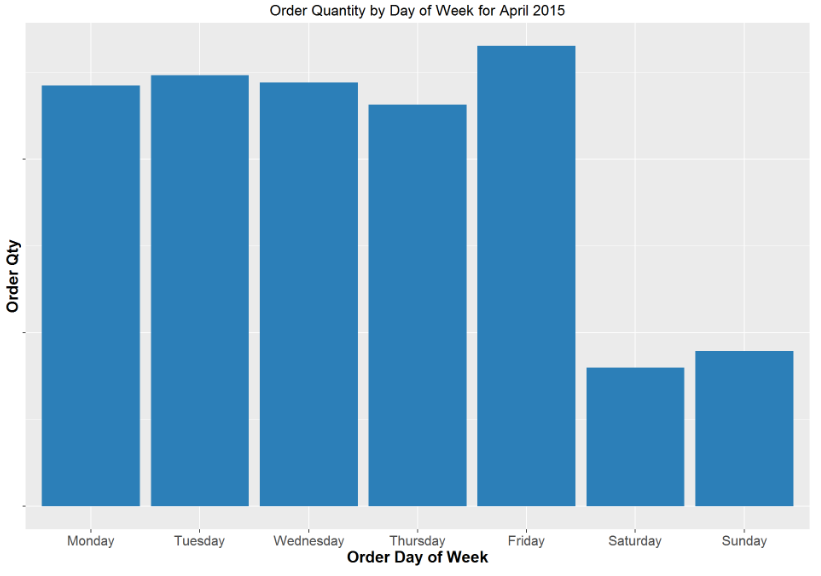 Order Quantity by Day of Week for April 2015
Order Qty
Monday Tuesday Wednesday Thursday Friday Saturday Sunday
Order Day of Week